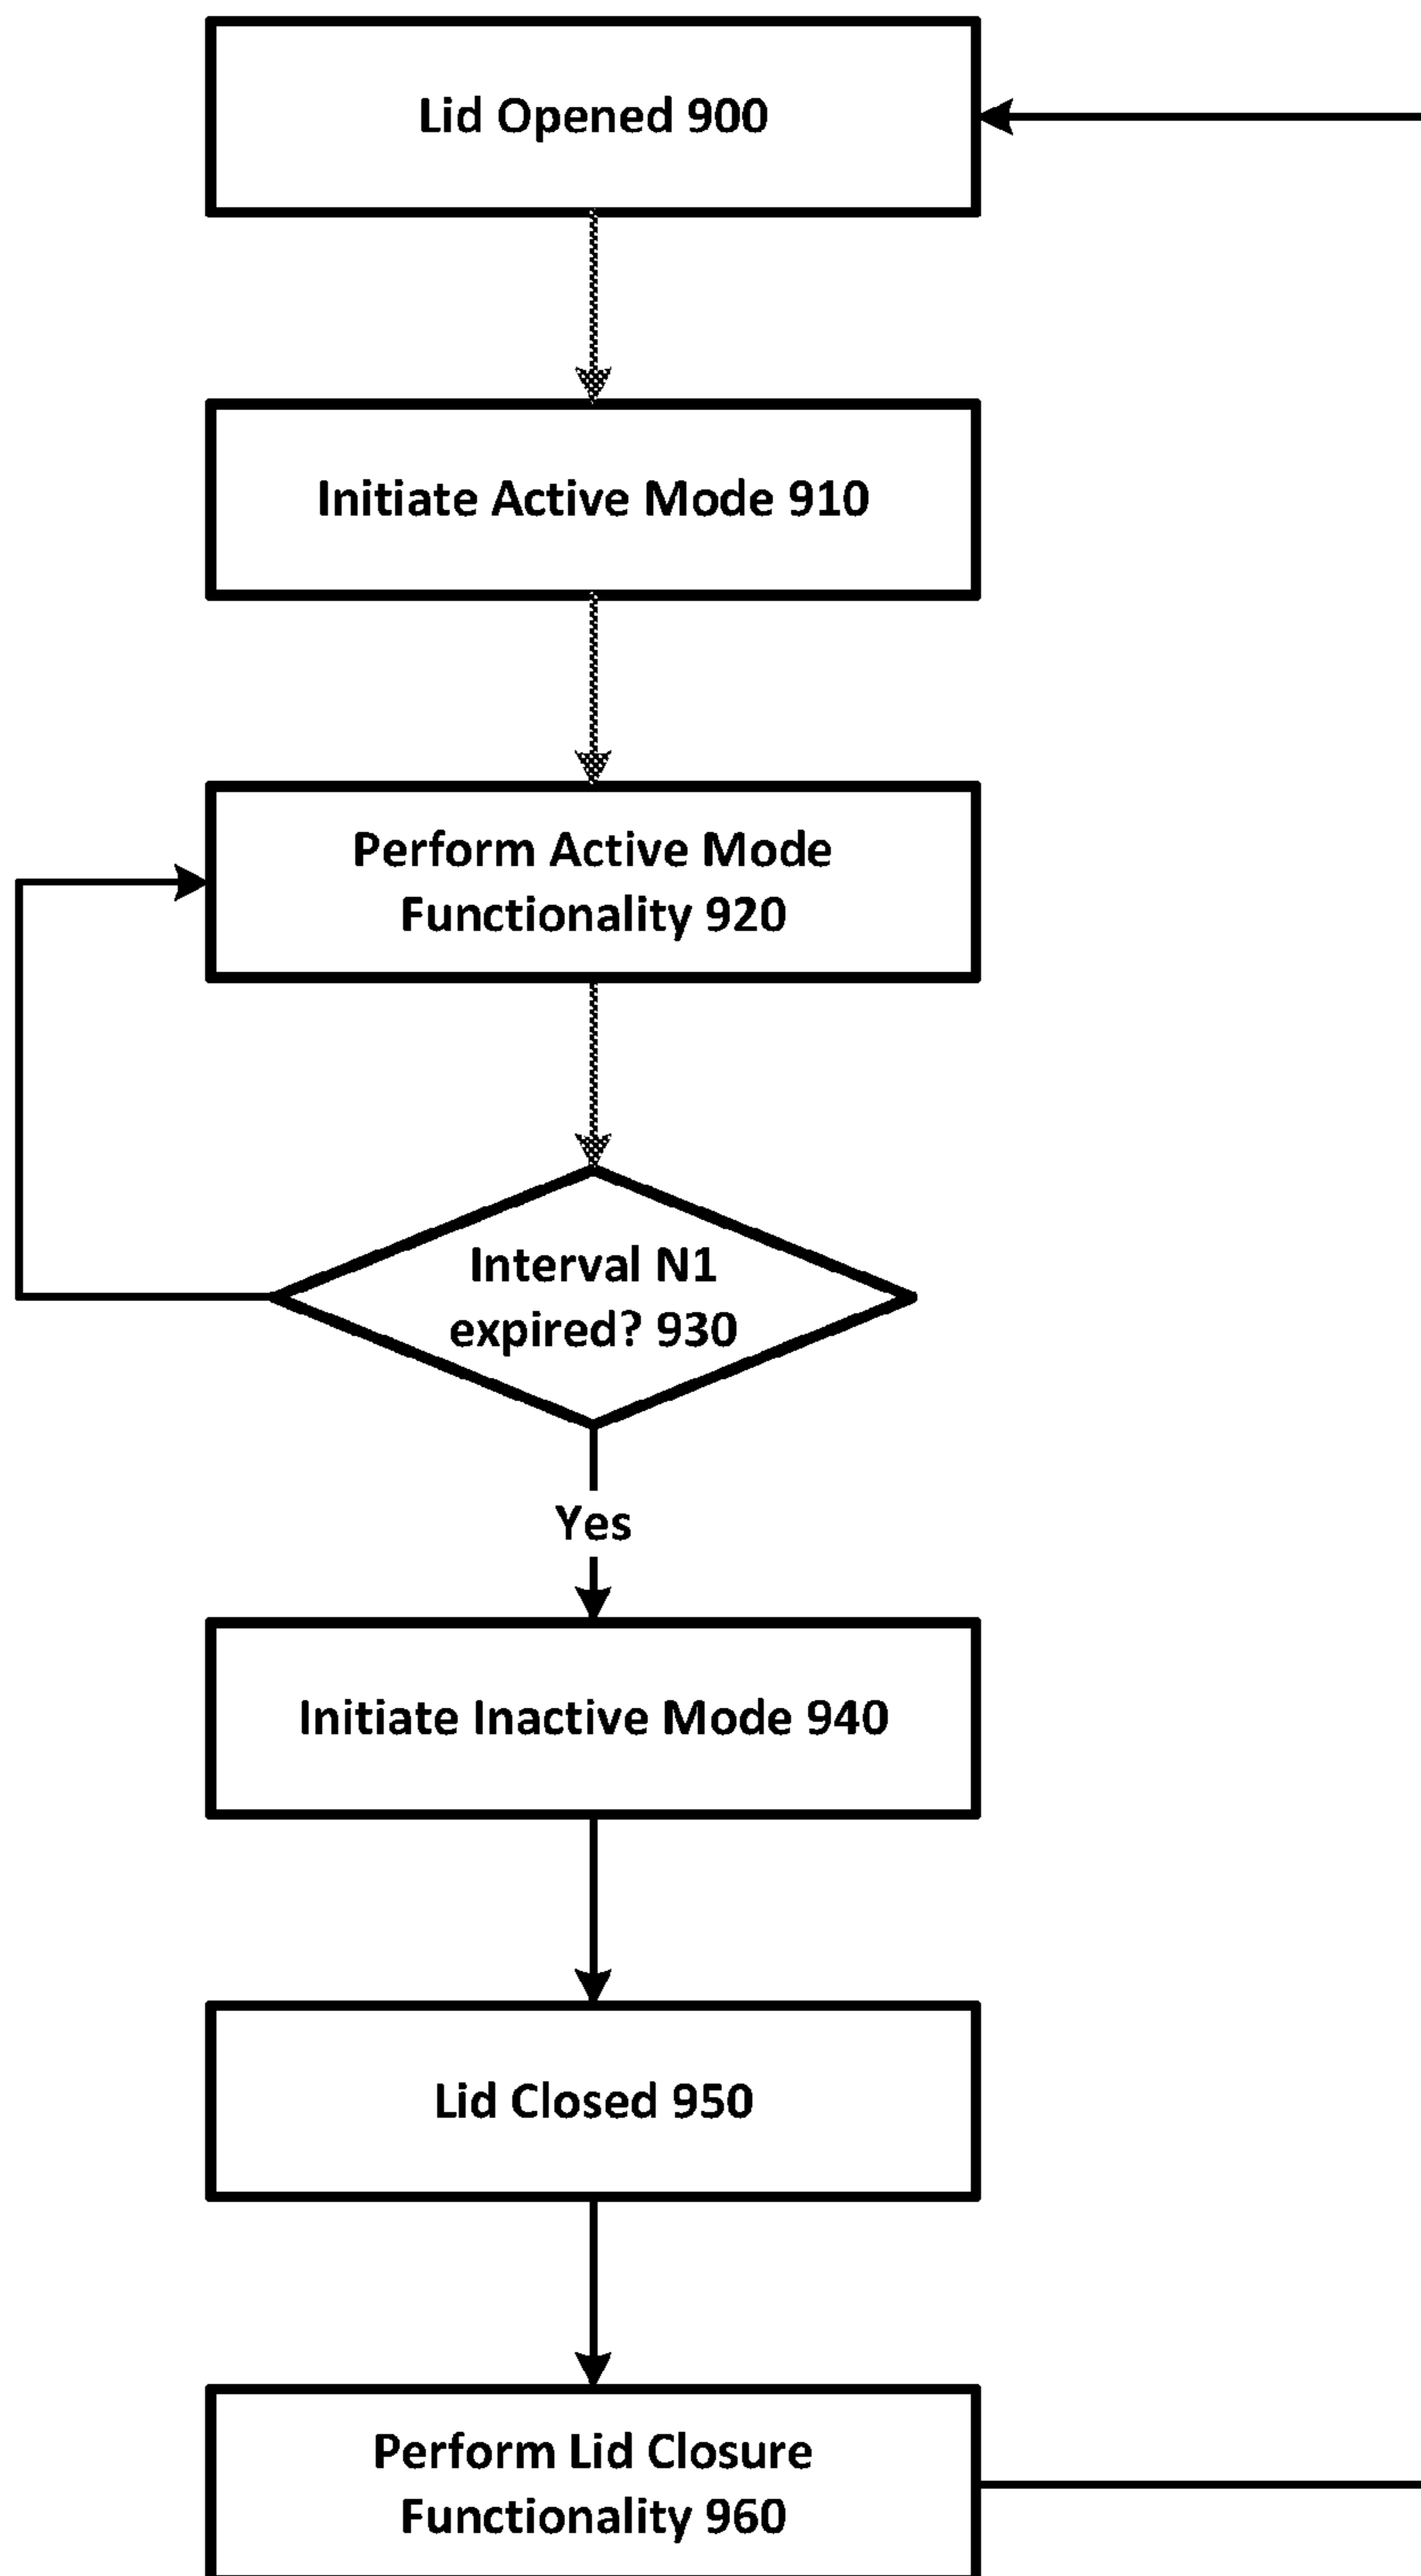 Lid Opened 900
Initiate Active Mode 910
Perform Active Mode
Functionality 920
Interval N1
expired? 930
Yes
Initiate Inactive Mode 940
Lid Closed 950
Perform Lid Closure
Functionality 960